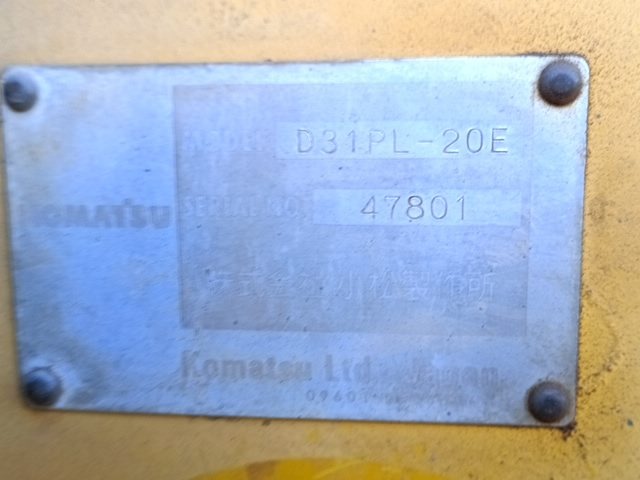 MODEL D31PL-20E
SERIAL NO. 47801
KOMATSU
株式会社 小松製作所
Komatsu Ltd. Japan